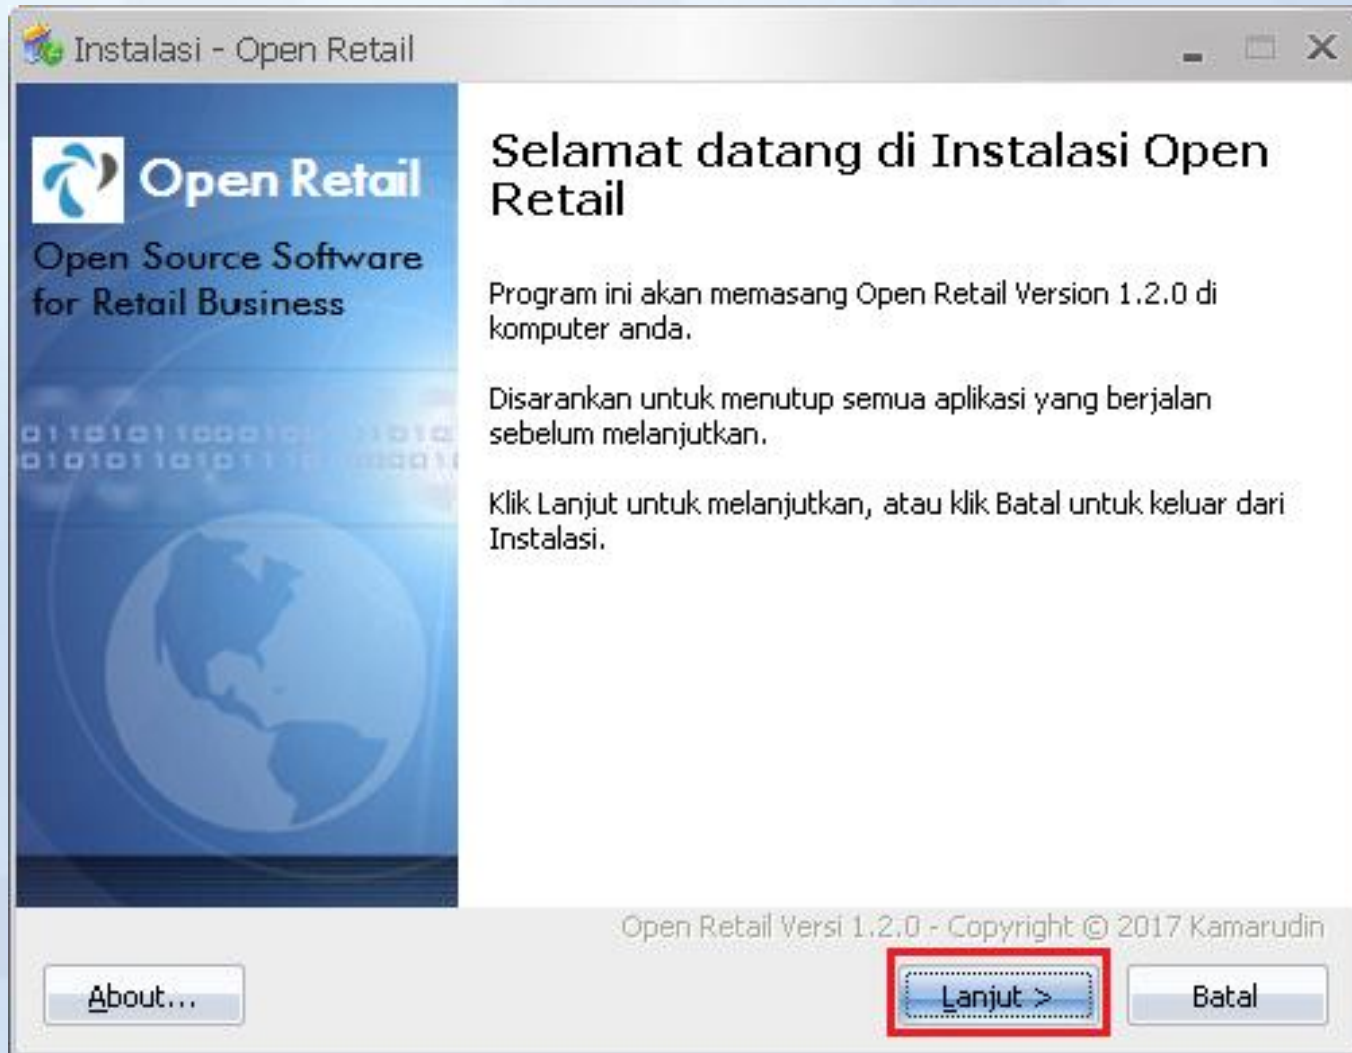 Instalasi - Open Retail
Open Retail
Open Source Software
for Retail Business
Selamat datang di Instalasi Open
Retail
Program ini akan memasang Open Retail Version 1.2.0 di
komputer anda.
Disarankan untuk menutup semua aplikasi yang berjalan
sebelum melanjutkan.
Klik Lanjut untuk melanjutkan, atau klik Batal untuk keluar dari
Instalasi.
Open Retail Versi 1.2.0 - Copyright © 2017 Kamarudin
About...
Lanjut >
Batal